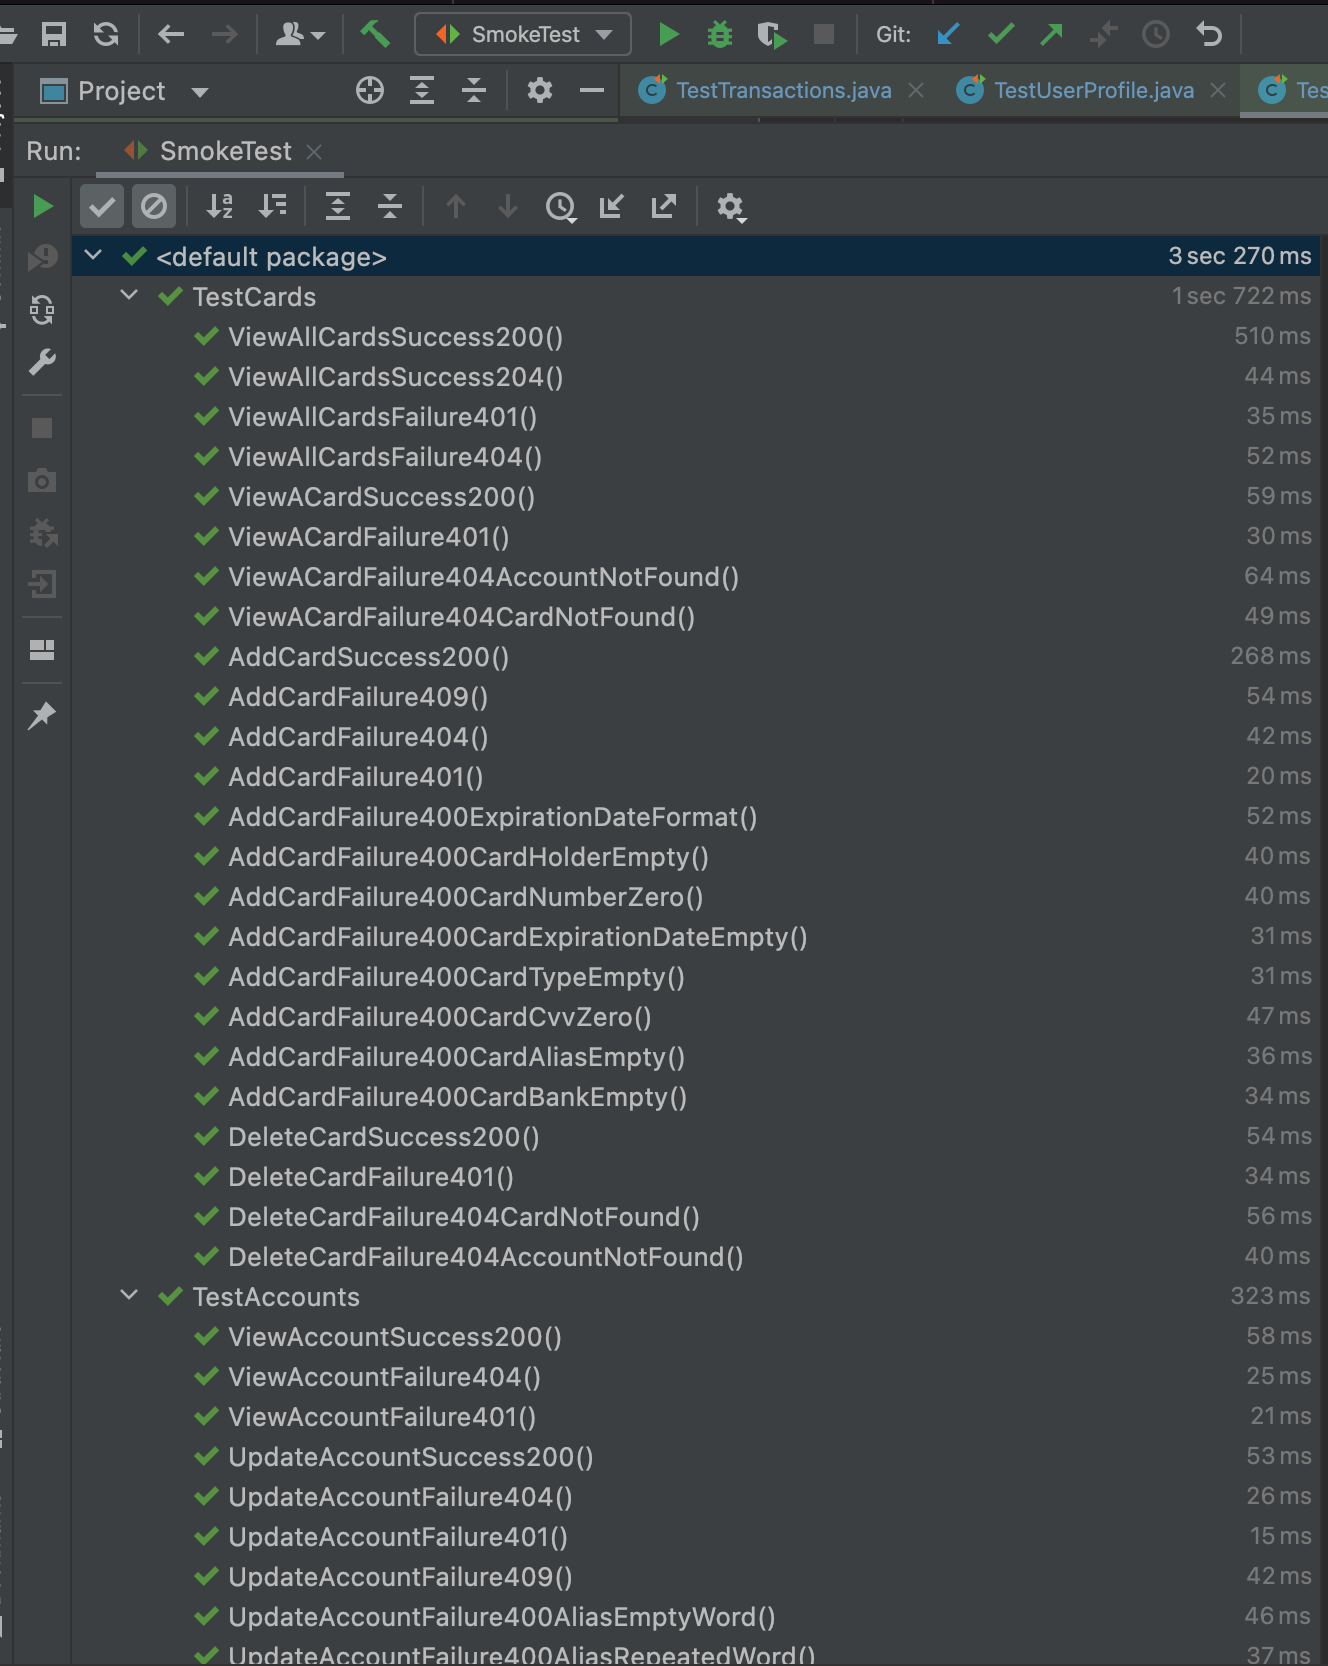 SmokeTest
Git:
Project
TestTransactions.java
TestUserProfile.java
Tes
Run:
SmokeTest
<default package> 3 sec 270 ms
TestCards 1 sec 722 ms
ViewAllCardsSuccess200() 510 ms
ViewAllCardsSuccess204() 44 ms
ViewAllCardsFailure401() 35 ms
ViewAllCardsFailure404() 52 ms
ViewACardSuccess200() 59 ms
ViewACardFailure401() 30 ms
ViewACardFailure404AccountNotFound() 64 ms
ViewACardFailure404CardNotFound() 49 ms
AddCardSuccess200() 268 ms
AddCardFailure409() 54 ms
AddCardFailure404() 42 ms
AddCardFailure401() 20 ms
AddCardFailure400ExpirationDateFormat() 52 ms
AddCardFailure400CardHolderEmpty() 40 ms
AddCardFailure400CardNumberZero() 40 ms
AddCardFailure400CardExpirationDateEmpty() 31 ms
AddCardFailure400CardTypeEmpty() 31 ms
AddCardFailure400CardCvvZero() 47 ms
AddCardFailure400CardAliasEmpty() 36 ms
AddCardFailure400CardBankEmpty() 34 ms
DeleteCardSuccess200() 54 ms
DeleteCardFailure401() 34 ms
DeleteCardFailure404CardNotFound() 56 ms
DeleteCardFailure404AccountNotFound() 40 ms
TestAccounts 323 ms
ViewAccountSuccess200() 58 ms
ViewAccountFailure404() 25 ms
ViewAccountFailure401() 21 ms
UpdateAccountSuccess200() 53 ms
UpdateAccountFailure404() 26 ms
UpdateAccountFailure401() 15 ms
UpdateAccountFailure409() 42 ms
UpdateAccountFailure400AliasEmptyWord() 46 ms
UpdateAccountFailure400AliasRepeatedWord() 37 ms